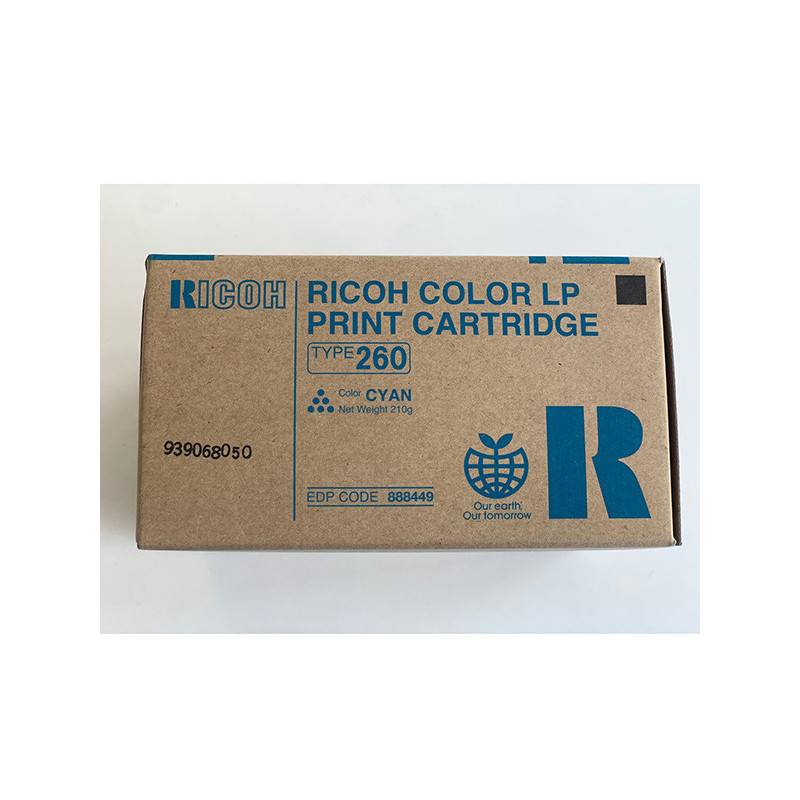 RICOH
RICOH COLOR LP
PRINT CARTRIDGE
TYPE 260
Color CYAN
Net Weight 210g
939068050
EDP CODE 888449
Our earth,
Our tomorrow
R